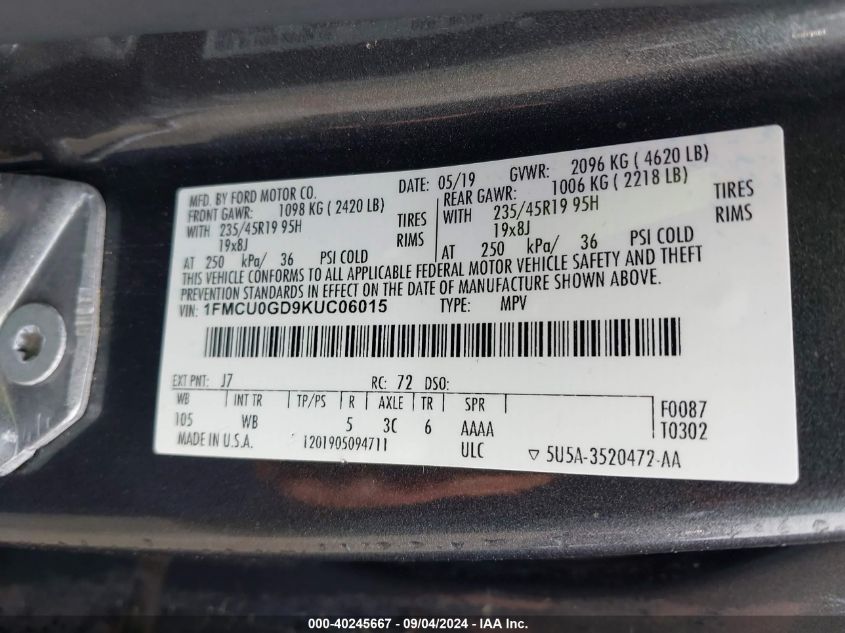 MFD. BY FORD MOTOR CO. DATE: 05/19 GVWR: 2096 KG ( 4620 LB)
FRONT GAWR: 1098 KG ( 2420 LB) REAR GAWR: 1006 KG ( 2218 LB)
WITH 235/45R19 95H TIRES WITH 235/45R19 95H TIRES
19x8J RIMS 19x8J RIMS
AT 250 kPa/ 36 PSI COLD AT 250 kPa/ 36 PSI COLD
THIS VEHICLE CONFORMS TO ALL APPLICABLE FEDERAL MOTOR VEHICLE SAFETY AND THEFT
PREVENTION STANDARDS IN EFFECT ON THE DATE OF MANUFACTURE SHOWN ABOVE.
VIN: 1FMCU0GD9KUC06015 TYPE: MPV
EXT PNT: J7 RC: 72 DSO:
WB INT TR TP/PS R AXLE TR SPR F0087
105 WB 5 3C 6 AAAA T0302
MADE IN U.S.A. 1201905094711 ULC ▽ 5U5A-3520472-AA
000-40245667 - 09/04/2024 - IAA Inc.